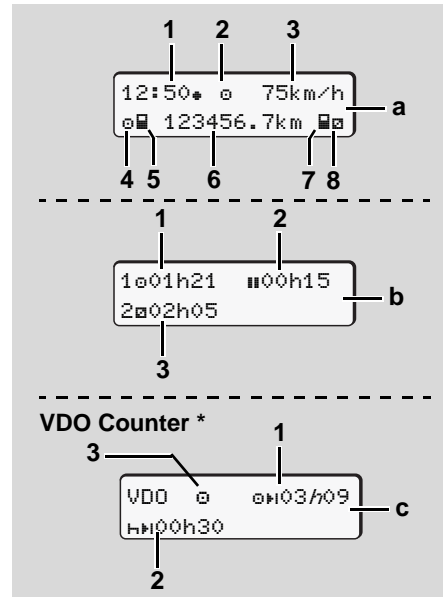 1 2 3
12:50● ⊙ 75km/h a
⊙ 123456.7km
4 5 6 7 8
1 2
1⊙01h21 00h15 b
2⧄02h05
3
VDO Counter *
1
3
VDO ⊙ ⊙03h09 c
00h30
2